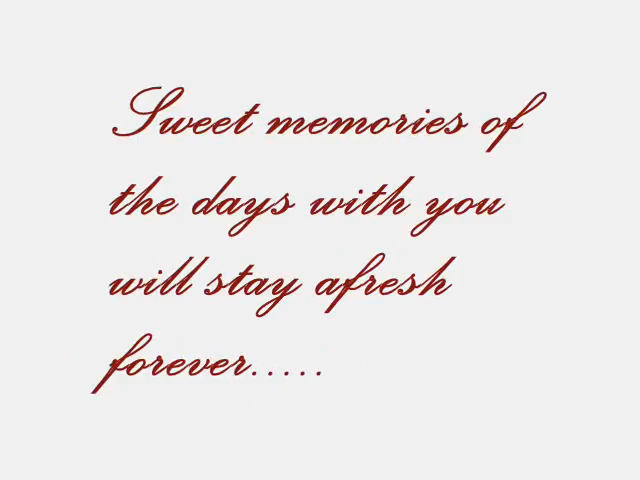 Sweet memories of
the days with you
will stay afresh
forever.....